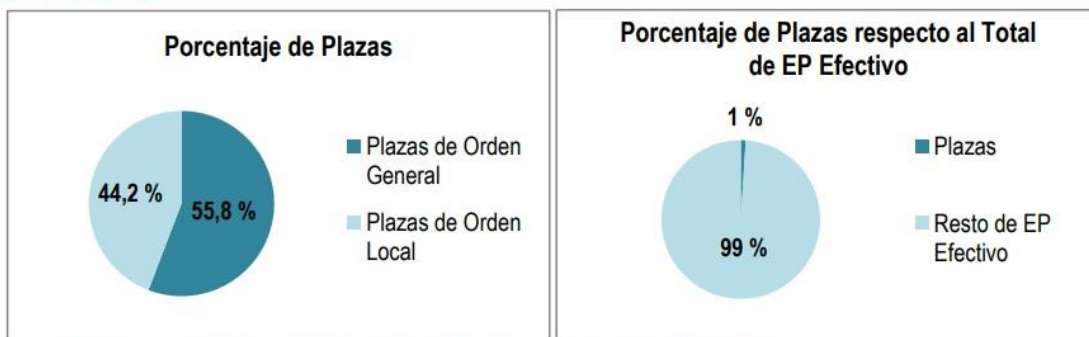 Porcentaje de Plazas
44,2 %
55,8 %
Plazas de Orden
General
Plazas de Orden
Local
Porcentaje de Plazas respecto al Total
de EP Efectivo
1 %
99 %
Plazas
Resto de EP
Efectivo